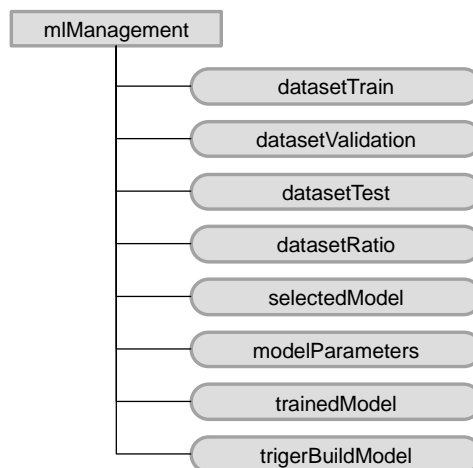 mlManagement
datasetTrain
datasetValidation
datasetTest
datasetRatio
selectedModel
modelParameters
trainedModel
trigerBuildModel